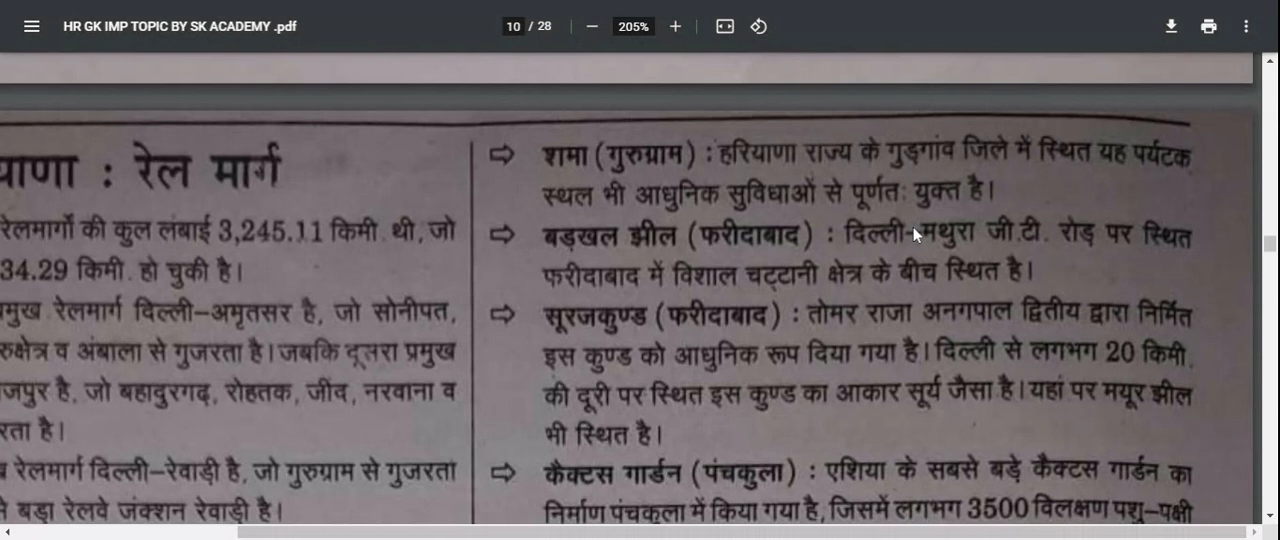 HR GK IMP TOPIC BY SK ACADEMY .pdf
10 / 28
205%
याणा : रेल मार्ग
रेलमार्गों की कुल लंबाई 3,245.11 किमी. थी, जो
34.29 किमी. हो चुकी है।
प्रमुख रेलमार्ग दिल्ली–अमृतसर है, जो सोनीपत,
रुक्षेत्र व अंबाला से गुजरता है। जबकि दूसरा प्रमुख
जपुर है, जो बहादुरगढ़, रोहतक, जींद, नरवाना व
रता है।
रेलमार्ग दिल्ली–रेवाड़ी है, जो गुरुग्राम से गुजरता
बड़ा रेलवे जंक्शन रेवाड़ी है।
⇨ शमा (गुरुग्राम) : हरियाणा राज्य के गुड़गांव जिले में स्थित यह पर्यटक
स्थल भी आधुनिक सुविधाओं से पूर्णतः युक्त है।
⇨ बड़खल झील (फरीदाबाद) : दिल्ली–मथुरा जी.टी. रोड़ पर स्थित
फरीदाबाद में विशाल चट्टानी क्षेत्र के बीच स्थित है।
⇨ सूरजकुण्ड (फरीदाबाद) : तोमर राजा अनगपाल द्वितीय द्वारा निर्मित
इस कुण्ड को आधुनिक रूप दिया गया है। दिल्ली से लगभग 20 किमी.
की दूरी पर स्थित इस कुण्ड का आकार सूर्य जैसा है। यहां पर मयूर झील
भी स्थित है।
⇨ कैक्टस गार्डन (पंचकुला) : एशिया के सबसे बड़े कैक्टस गार्डन का
निर्माण पंचकुला में किया गया है, जिसमें लगभग 3500 विलक्षण पशु–पक्षी